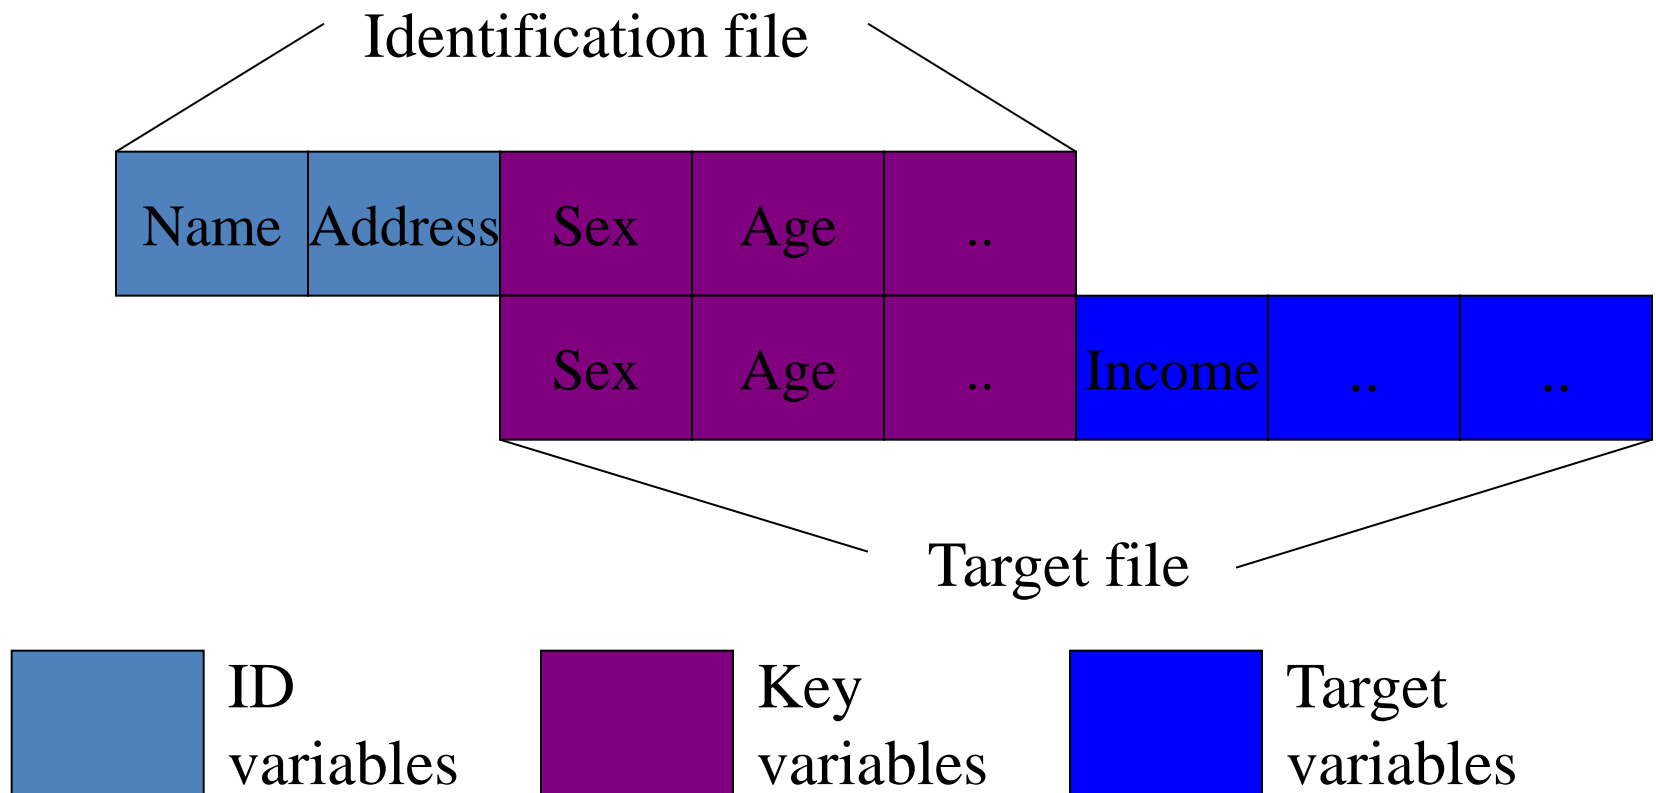 Identification file
Name Address Sex Age ..
Sex Age .. Income .. ..
Target file
ID variables
Key variables
Target variables